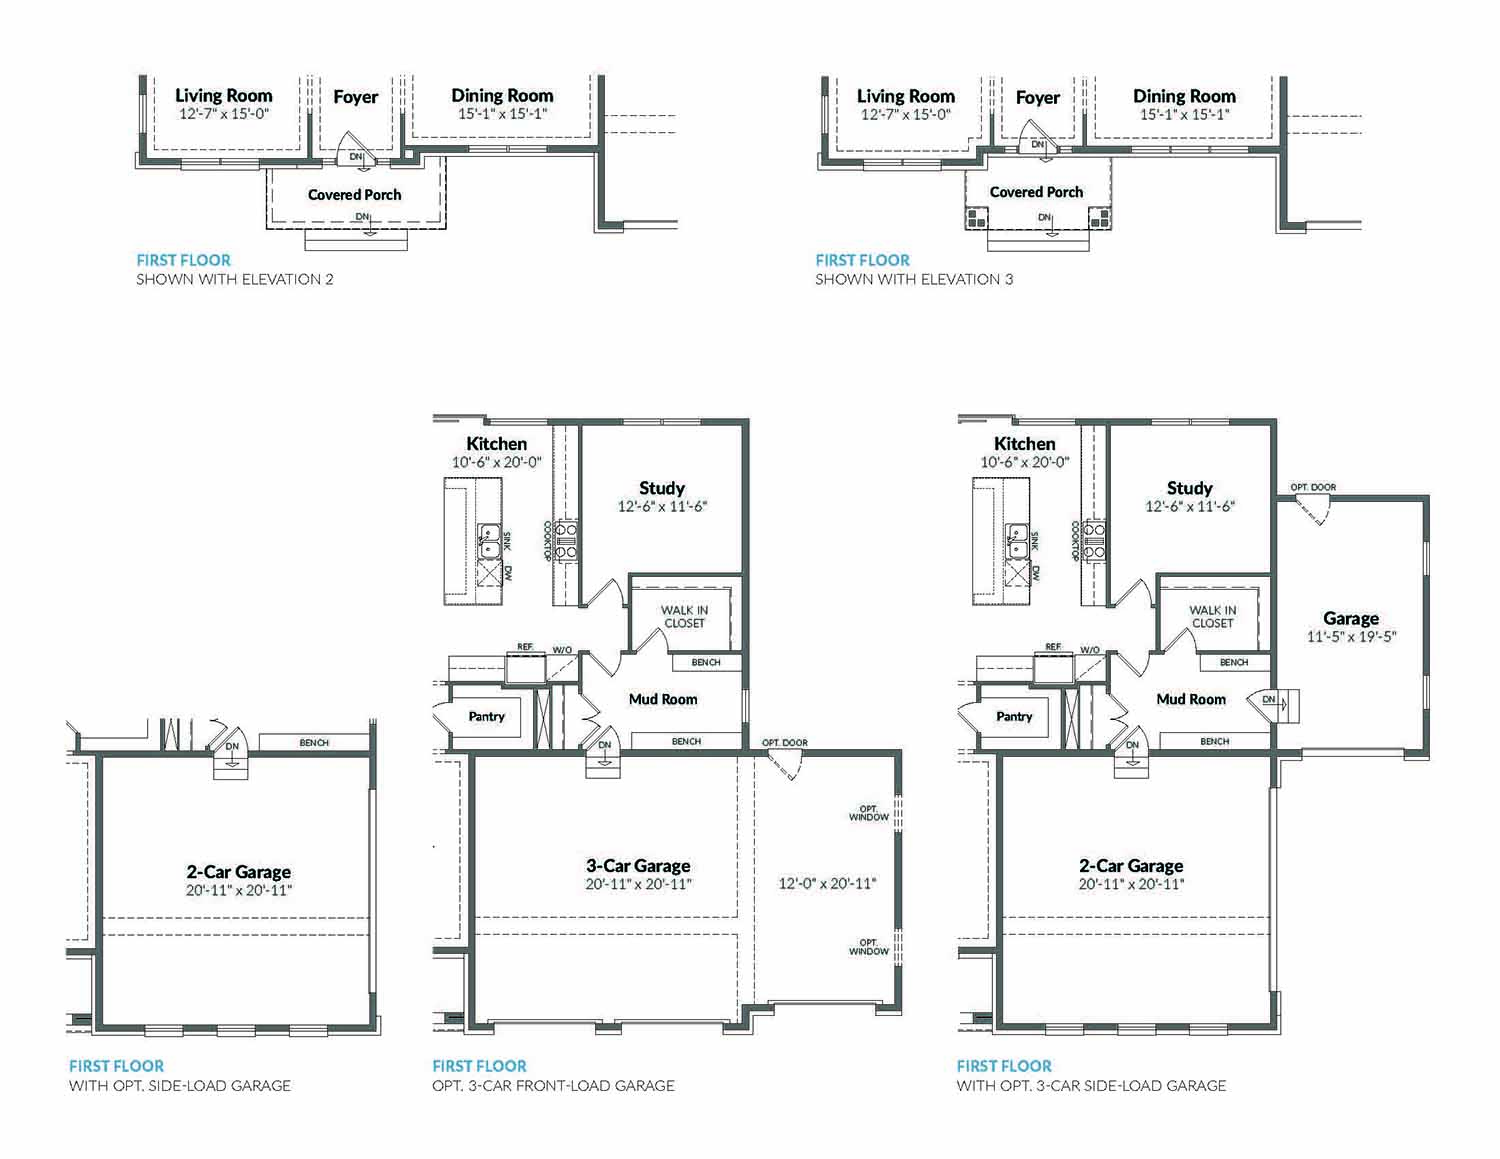 Living Room
12'-7" x 15'-0"
Foyer
Dining Room
15'-1" x 15'-1"
DN
Covered Porch
DN
FIRST FLOOR
SHOWN WITH ELEVATION 2
Living Room
12'-7" x 15'-0"
Foyer
Dining Room
15'-1" x 15'-1"
DN
Covered Porch
DN
FIRST FLOOR
SHOWN WITH ELEVATION 3
DN
BENCH
2-Car Garage
20'-11" x 20'-11"
FIRST FLOOR
WITH OPT. SIDE-LOAD GARAGE
Kitchen
10'-6" x 20'-0"
Study
12'-6" x 11'-6"
COOKTOP
SINK
DW
WALK IN
CLOSET
REF.
W/O
BENCH
Mud Room
Pantry
BENCH
DN
OPT. DOOR
OPT.
WINDOW
3-Car Garage
20'-11" x 20'-11"
12'-0" x 20'-11"
OPT.
WINDOW
FIRST FLOOR
OPT. 3-CAR FRONT-LOAD GARAGE
Kitchen
10'-6" x 20'-0"
Study
12'-6" x 11'-6"
OPT. DOOR
COOKTOP
SINK
DW
WALK IN
CLOSET
Garage
11'-5" x 19'-5"
REF.
W/O
BENCH
Mud Room
DN
Pantry
BENCH
DN
2-Car Garage
20'-11" x 20'-11"
FIRST FLOOR
WITH OPT. 3-CAR SIDE-LOAD GARAGE